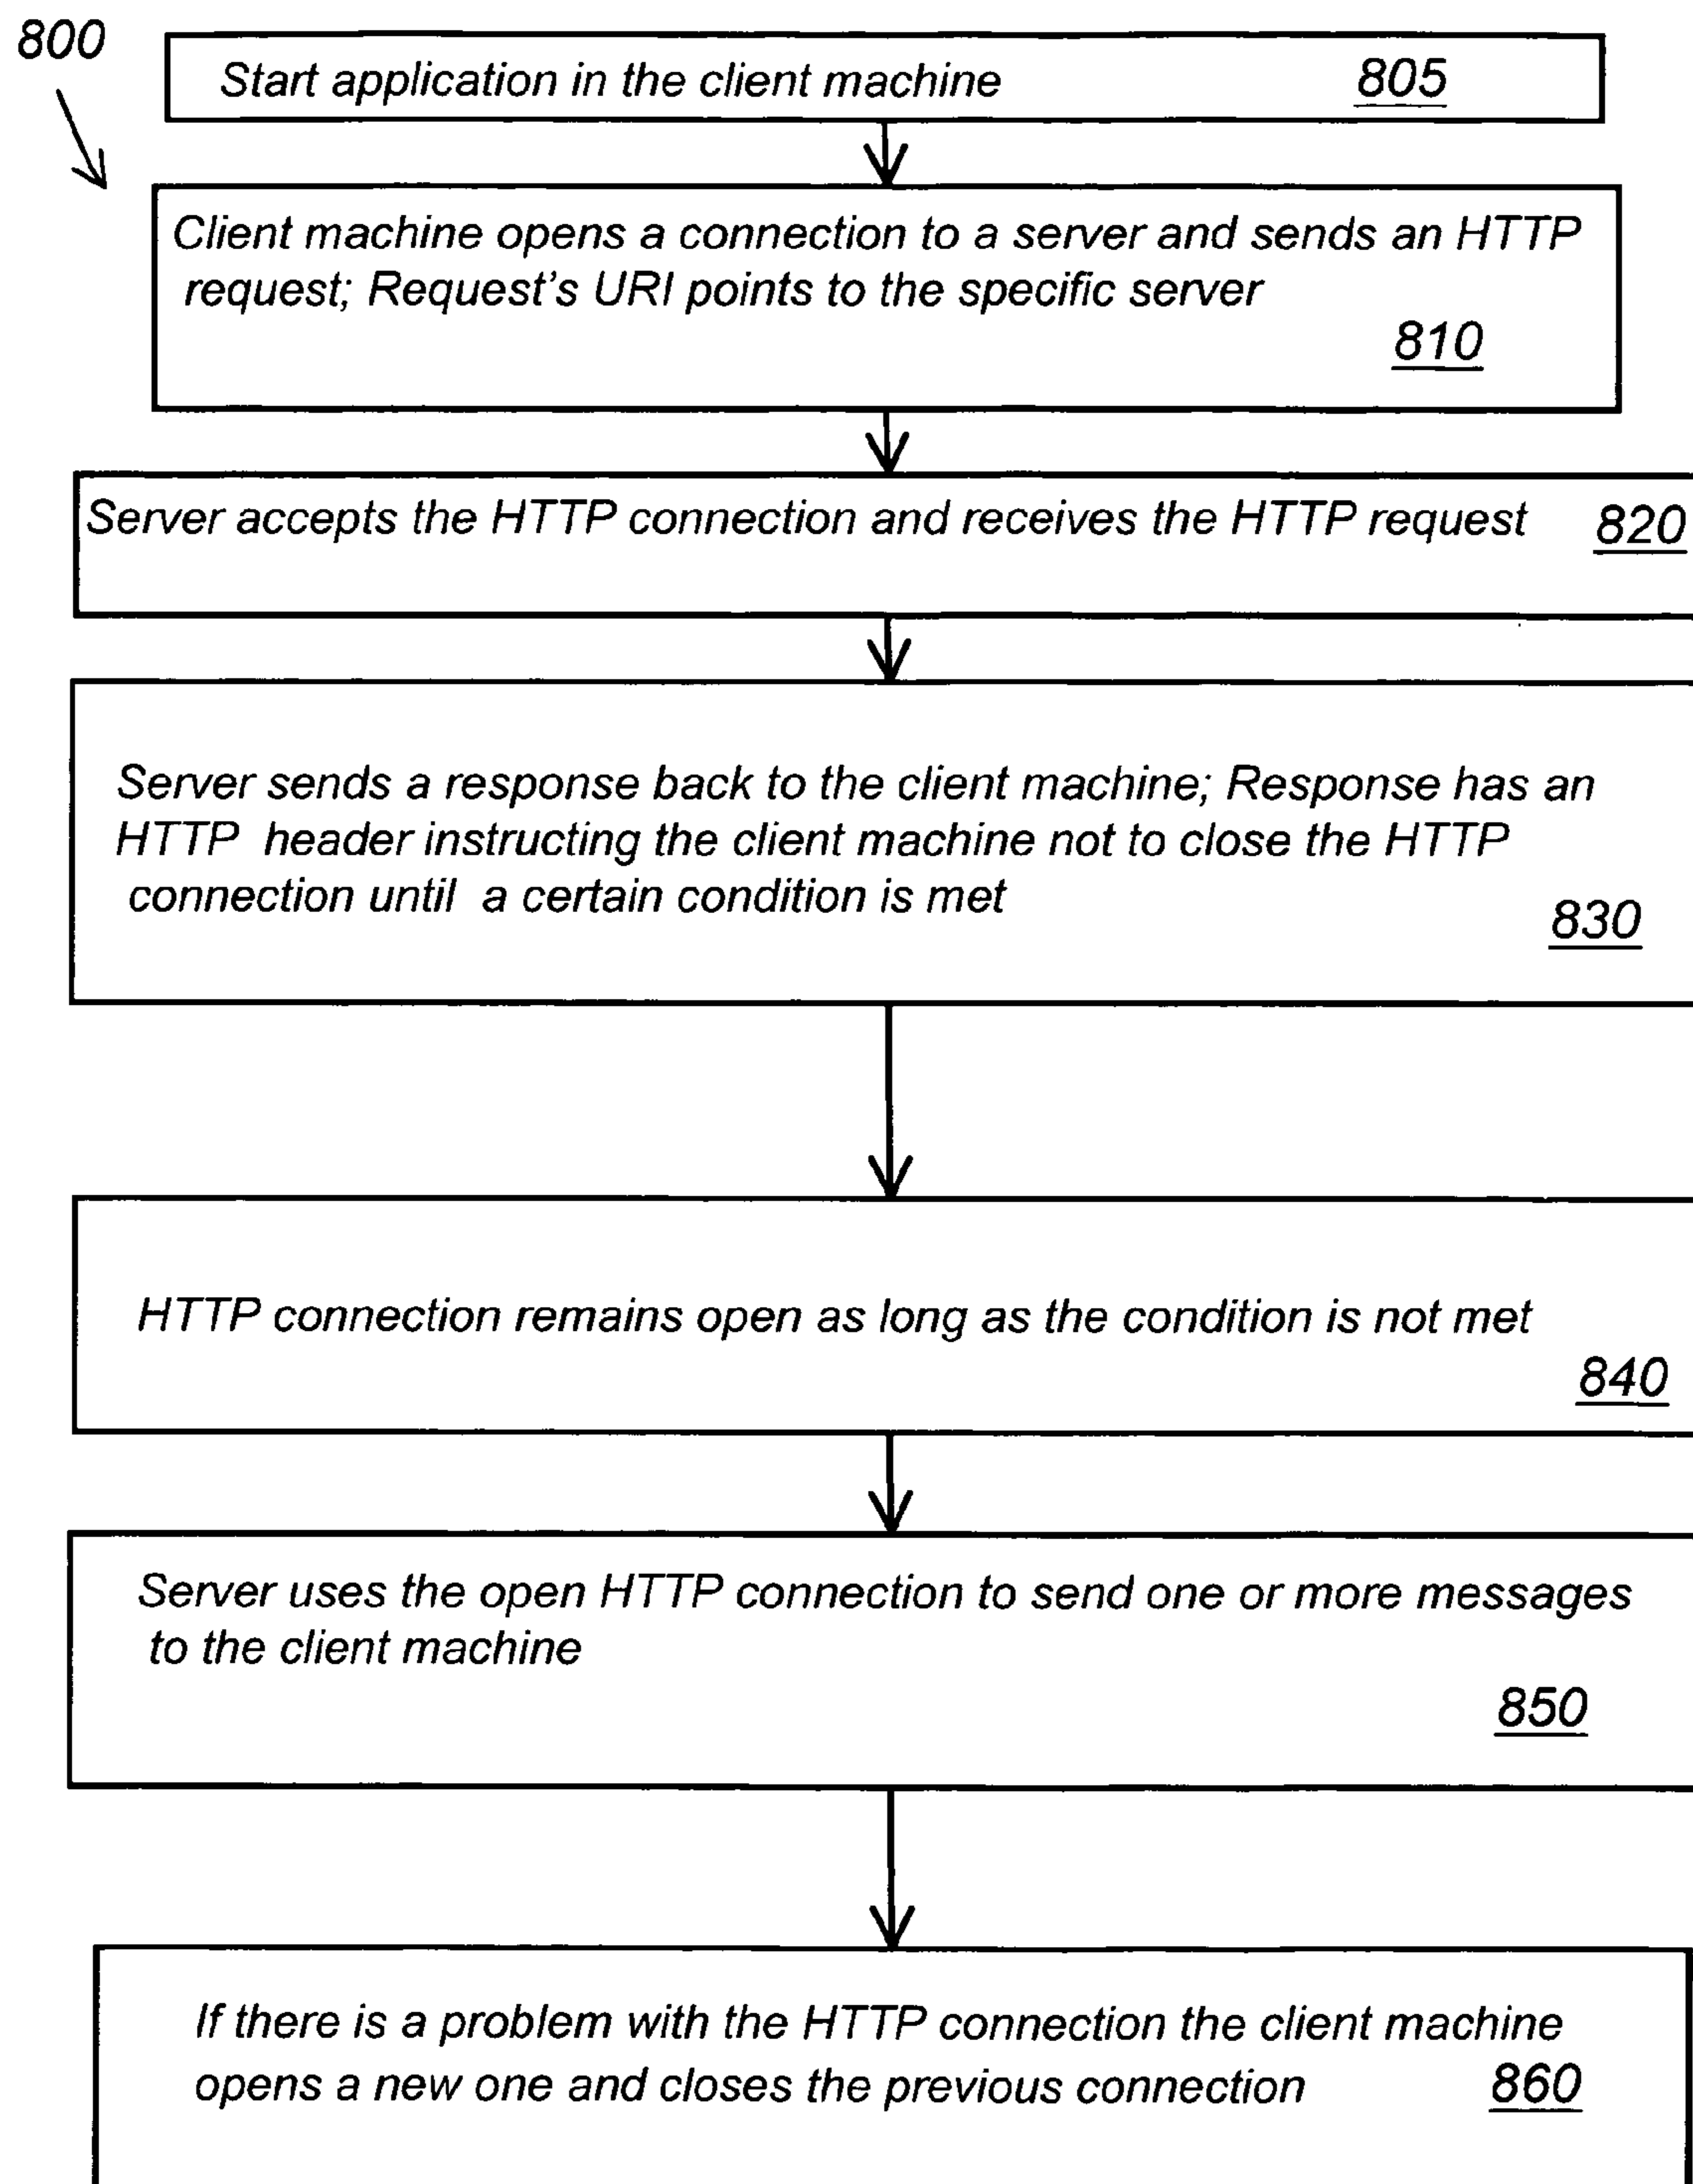 800
Start application in the client machine 805
Client machine opens a connection to a server and sends an HTTP
request; Request's URI points to the specific server
810
Server accepts the HTTP connection and receives the HTTP request 820
Server sends a response back to the client machine; Response has an
HTTP header instructing the client machine not to close the HTTP
connection until a certain condition is met
830
HTTP connection remains open as long as the condition is not met
840
Server uses the open HTTP connection to send one or more messages
to the client machine
850
If there is a problem with the HTTP connection the client machine
opens a new one and closes the previous connection 860